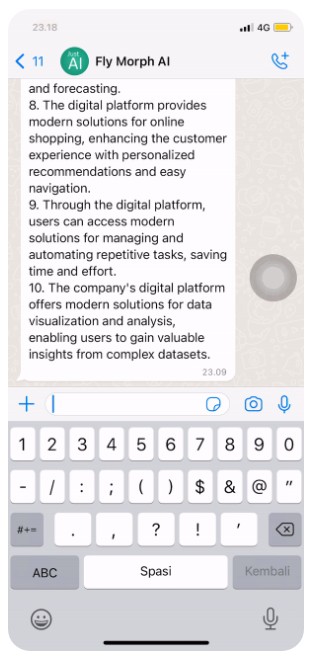 23.18
4G
11
Just
AI
Fly Morph AI
and forecasting.
8. The digital platform provides
modern solutions for online
shopping, enhancing the customer
experience with personalized
recommendations and easy
navigation.
9. Through the digital platform,
users can access modern
solutions for managing and
automating repetitive tasks, saving
time and effort.
10. The company's digital platform
offers modern solutions for data
visualization and analysis,
enabling users to gain valuable
insights from complex datasets.
23.09
1 2 3 4 5 6 7 8 9 0
- / : ; ( ) $ & @ "
#+= . , ? ! '
ABC Spasi Kembali